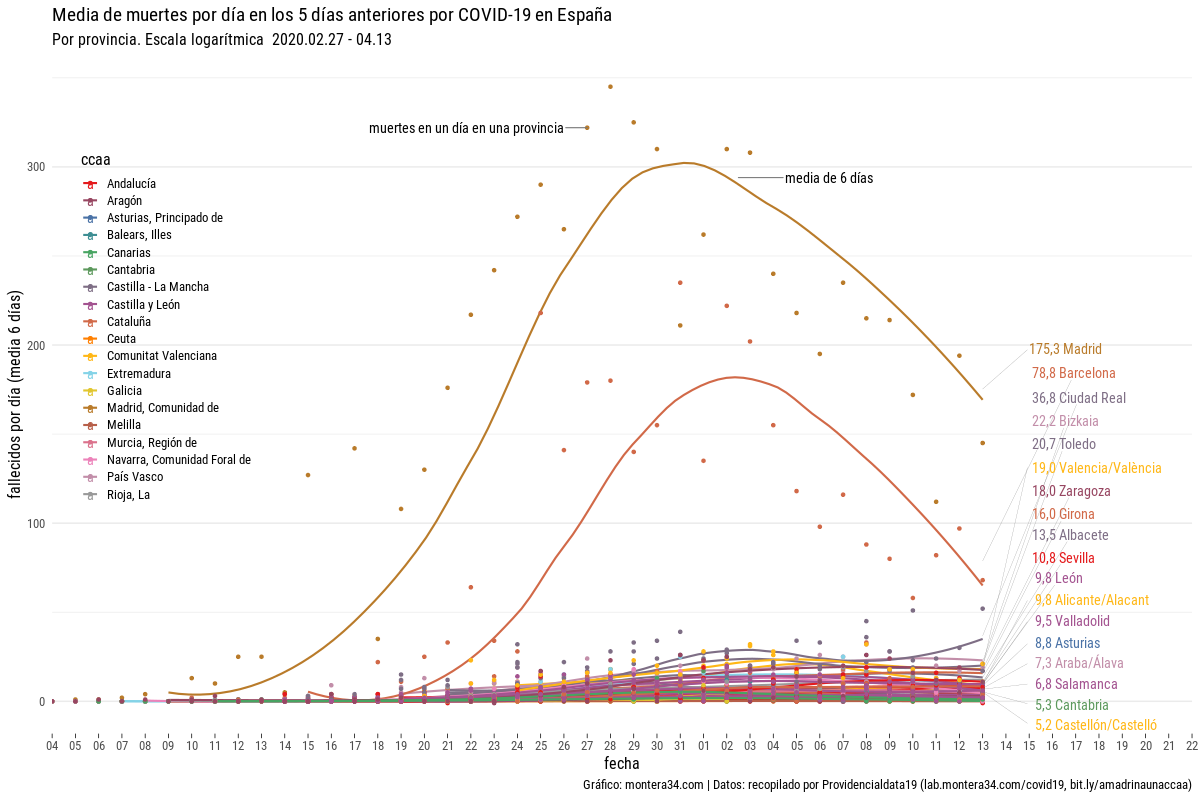 Media de muertes por día en los 5 días anteriores por COVID-19 en España
Por provincia. Escala logarítmica 2020.02.27 - 04.13
muertes en un día en una provincia
media de 6 días
ccaa
Andalucía
Aragón
Asturias, Principado de
Balears, Illes
Canarias
Cantabria
Castilla - La Mancha
Castilla y León
Cataluña
Ceuta
Comunitat Valenciana
Extremadura
Galicia
Madrid, Comunidad de
Melilla
Murcia, Región de
Navarra, Comunidad Foral de
País Vasco
Rioja, La
fallecidos por día (media 6 días)
300
200
100
0
175,3 Madrid
78,8 Barcelona
36,8 Ciudad Real
22,2 Bizkaia
20,7 Toledo
19,0 Valencia/València
18,0 Zaragoza
16,0 Girona
13,5 Albacete
10,8 Sevilla
9,8 León
9,8 Alicante/Alacant
9,5 Valladolid
8,8 Asturias
7,3 Araba/Álava
6,8 Salamanca
5,3 Cantabria
5,2 Castellón/Castelló
04 05 06 07 08 09 10 11 12 13 14 15 16 17 18 19 20 21 22 23 24 25 26 27 28 29 30 31 01 02 03 04 05 06 07 08 09 10 11 12 13 14 15 16 17 18 19 20 21 22
fecha
Gráfico: montera34.com | Datos: recopilado por Providencialdata19 (lab.montera34.com/covid19, bit.ly/amadrinaunaccaa)